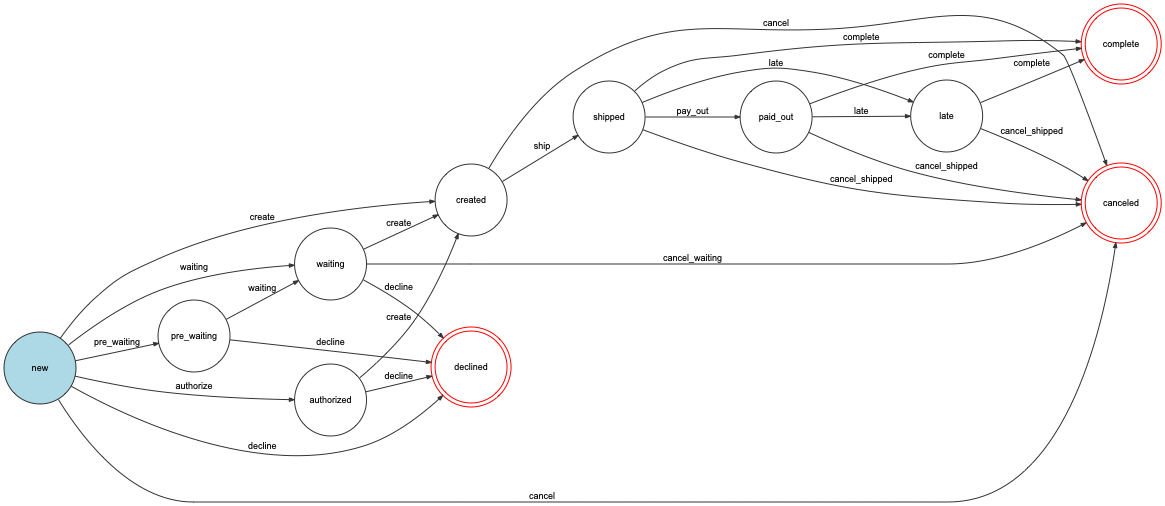 cancel
complete
complete
complete
complete
late
shipped
pay_out
paid_out
late
late
cancel_shipped
ship
cancel_shipped
cancel_shipped
created
canceled
create
create
waiting
waiting
cancel_waiting
waiting
decline
create
pre_waiting
pre_waiting
decline
new
declined
authorize
decline
authorized
decline
cancel